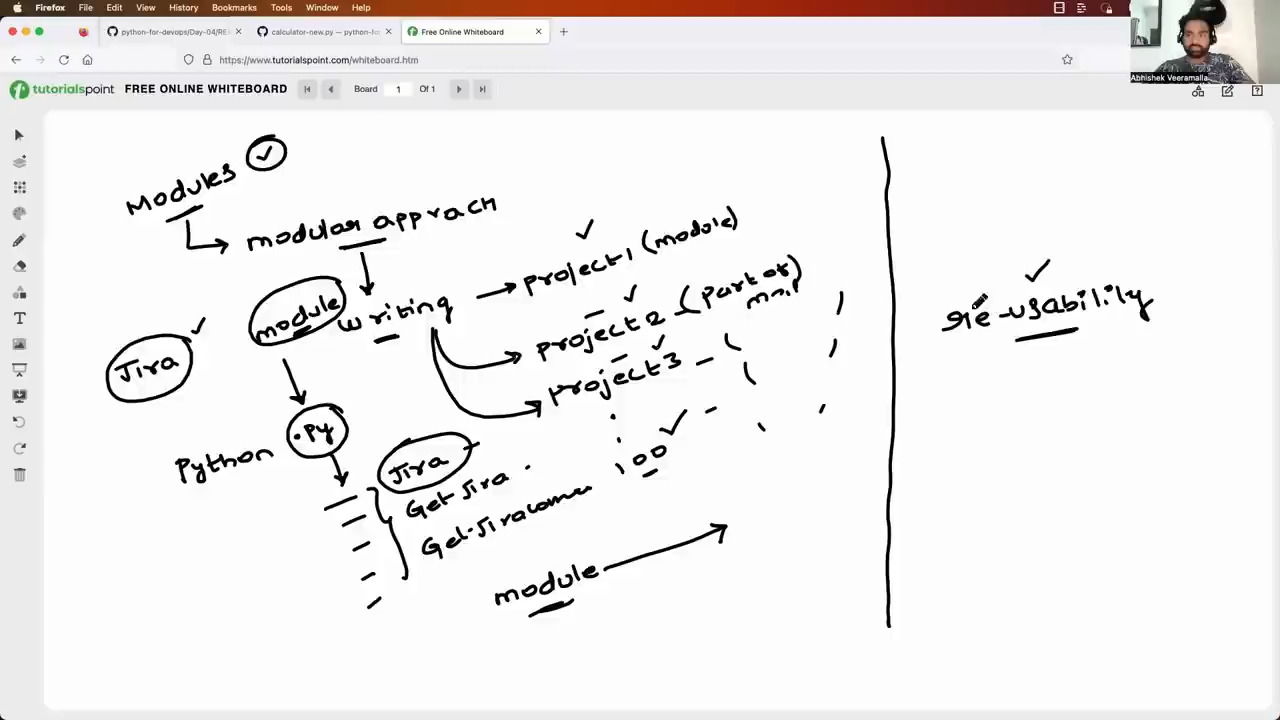 Firefox File Edit View History Bookmarks Tools Window Help
python-for-devops/Day-04/RE
calculator-new.py — python-fo
Free Online Whiteboard
https://www.tutorialspoint.com/whiteboard.htm
Abhishek Veeramalla
tutorialspoint FREE ONLINE WHITEBOARD Board 1 Of 1
Modules
modular apprach
module writing
project1 (module)
project2 (part of
project3
100
Jira
Python .py
Jira
Get-Jira
Get-Jiracomm
module
re-usability